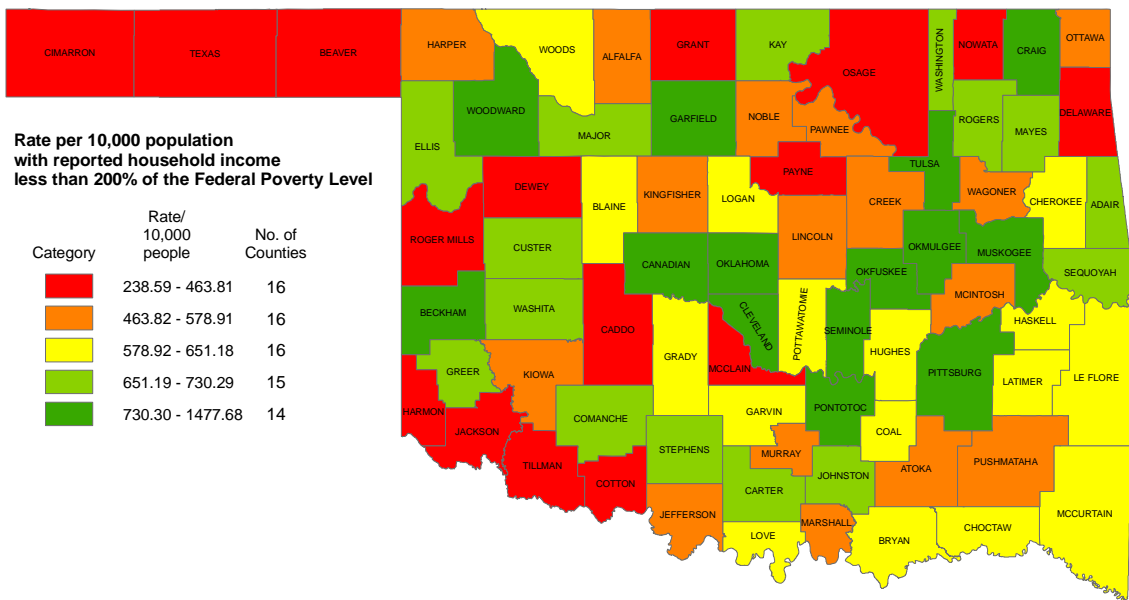 CIMARRON
TEXAS
BEAVER
HARPER
WOODS
ALFALFA
GRANT
KAY
OSAGE
WASHINGTON
NOWATA
CRAIG
OTTAWA
DELAWARE
WOODWARD
ELLIS
MAJOR
GARFIELD
NOBLE
PAWNEE
ROGERS
MAYES
Rate per 10,000 population
with reported household income
less than 200% of the Federal Poverty Level
Category
Rate/
10,000
people
No. of
Counties
238.59 - 463.81 16
463.82 - 578.91 16
578.92 - 651.18 16
651.19 - 730.29 15
730.30 - 1477.68 14
DEWEY
BLAINE
KINGFISHER
LOGAN
PAYNE
TULSA
CREEK
WAGONER
CHEROKEE
ADAIR
ROGER MILLS
CUSTER
CANADIAN
OKLAHOMA
LINCOLN
OKMULGEE
MUSKOGEE
SEQUOYAH
BECKHAM
WASHITA
CADDO
GRADY
CLEVELAND
POTTAWATOMIE
SEMINOLE
OKFUSKEE
MCINTOSH
HASKELL
GREER
KIOWA
MCCLAIN
HUGHES
PITTSBURG
LATIMER
LE FLORE
HARMON
JACKSON
COMANCHE
GARVIN
PONTOTOC
COAL
TILLMAN
COTTON
STEPHENS
MURRAY
CARTER
JOHNSTON
ATOKA
PUSHMATAHA
JEFFERSON
LOVE
MARSHALL
BRYAN
CHOCTAW
MCCURTAIN